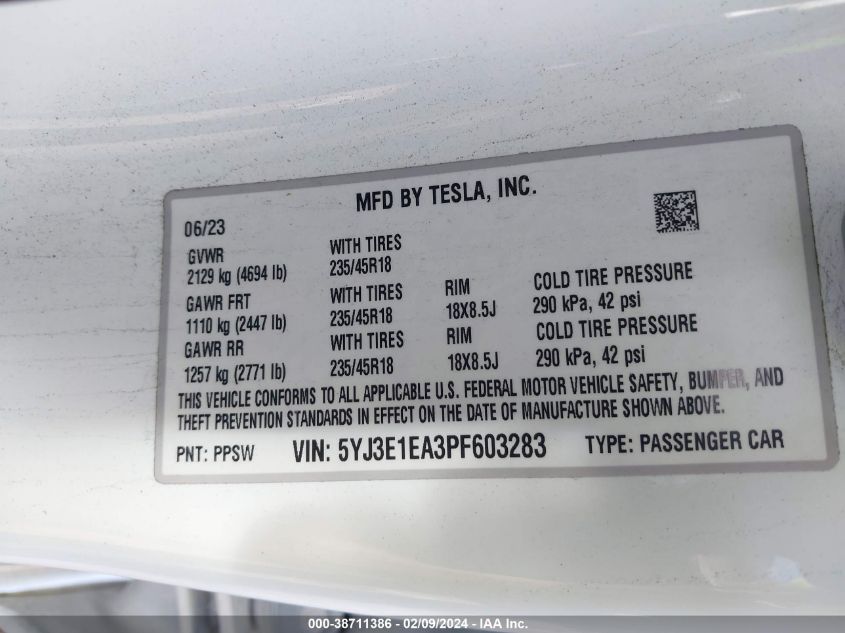 MFD BY TESLA, INC.
06/23
GVWR WITH TIRES
2129 kg (4694 lb) 235/45R18
GAWR FRT WITH TIRES RIM COLD TIRE PRESSURE
1110 kg (2447 lb) 235/45R18 18X8.5J 290 kPa, 42 psi
GAWR RR WITH TIRES RIM COLD TIRE PRESSURE
1257 kg (2771 lb) 235/45R18 18X8.5J 290 kPa, 42 psi
THIS VEHICLE CONFORMS TO ALL APPLICABLE U.S. FEDERAL MOTOR VEHICLE SAFETY, BUMPER, AND
THEFT PREVENTION STANDARDS IN EFFECT ON THE DATE OF MANUFACTURE SHOWN ABOVE.
PNT: PPSW VIN: 5YJ3E1EA3PF603283 TYPE: PASSENGER CAR
000-38711386 - 02/09/2024 - IAA Inc.